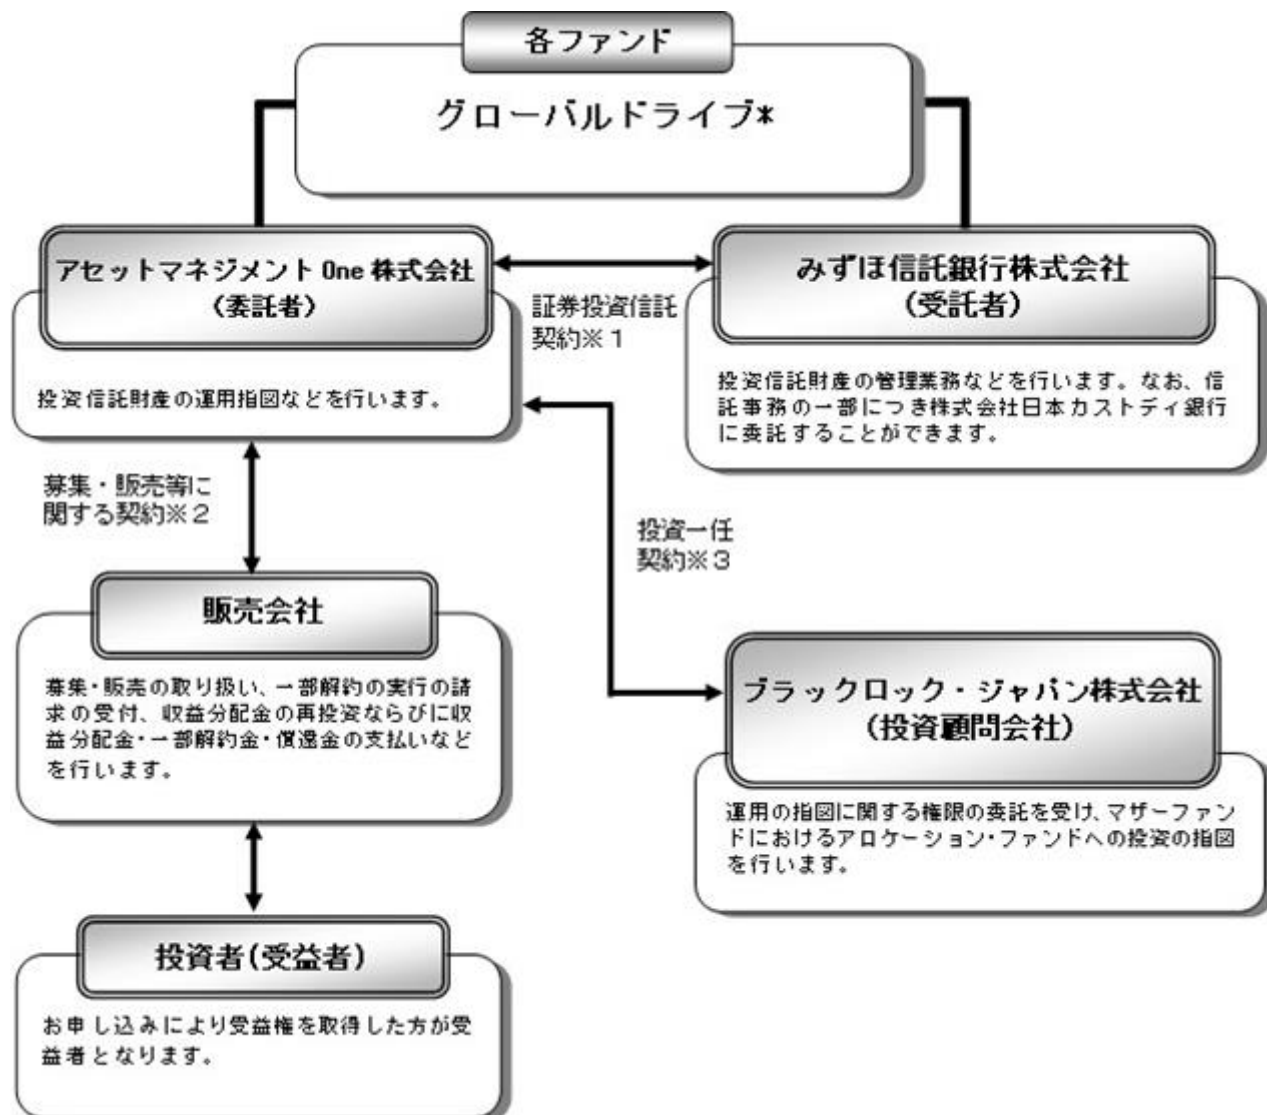 各ファンド
グローバルドライブ*
アセットマネジメント One 株式会社
（委託者）
みずほ信託銀行株式会社
（受託者）
証券投資信託
契約※１
投資信託財産の運用指図などを行います。
投資信託財産の管理業務などを行います。なお、信
託事務の一部につき株式会社日本カストディ銀行
に委託することができます。
募集・販売等に
関する契約※２
投資一任
契約※３
販売会社
募集・販売の取り扱い、一部解約の実行の請
求の受付、収益分配金の再投資ならびに収
益分配金・一部解約金・償還金の支払いなど
を行います。
ブラックロック・ジャパン株式会社
（投資顧問会社）
運用の指図に関する権限の委託を受け、マザーファン
ドにおけるアロケーション・ファンドへの投資の指図
を行います。
投資者（受益者）
お申し込みにより受益権を取得した方が受
益者となります。